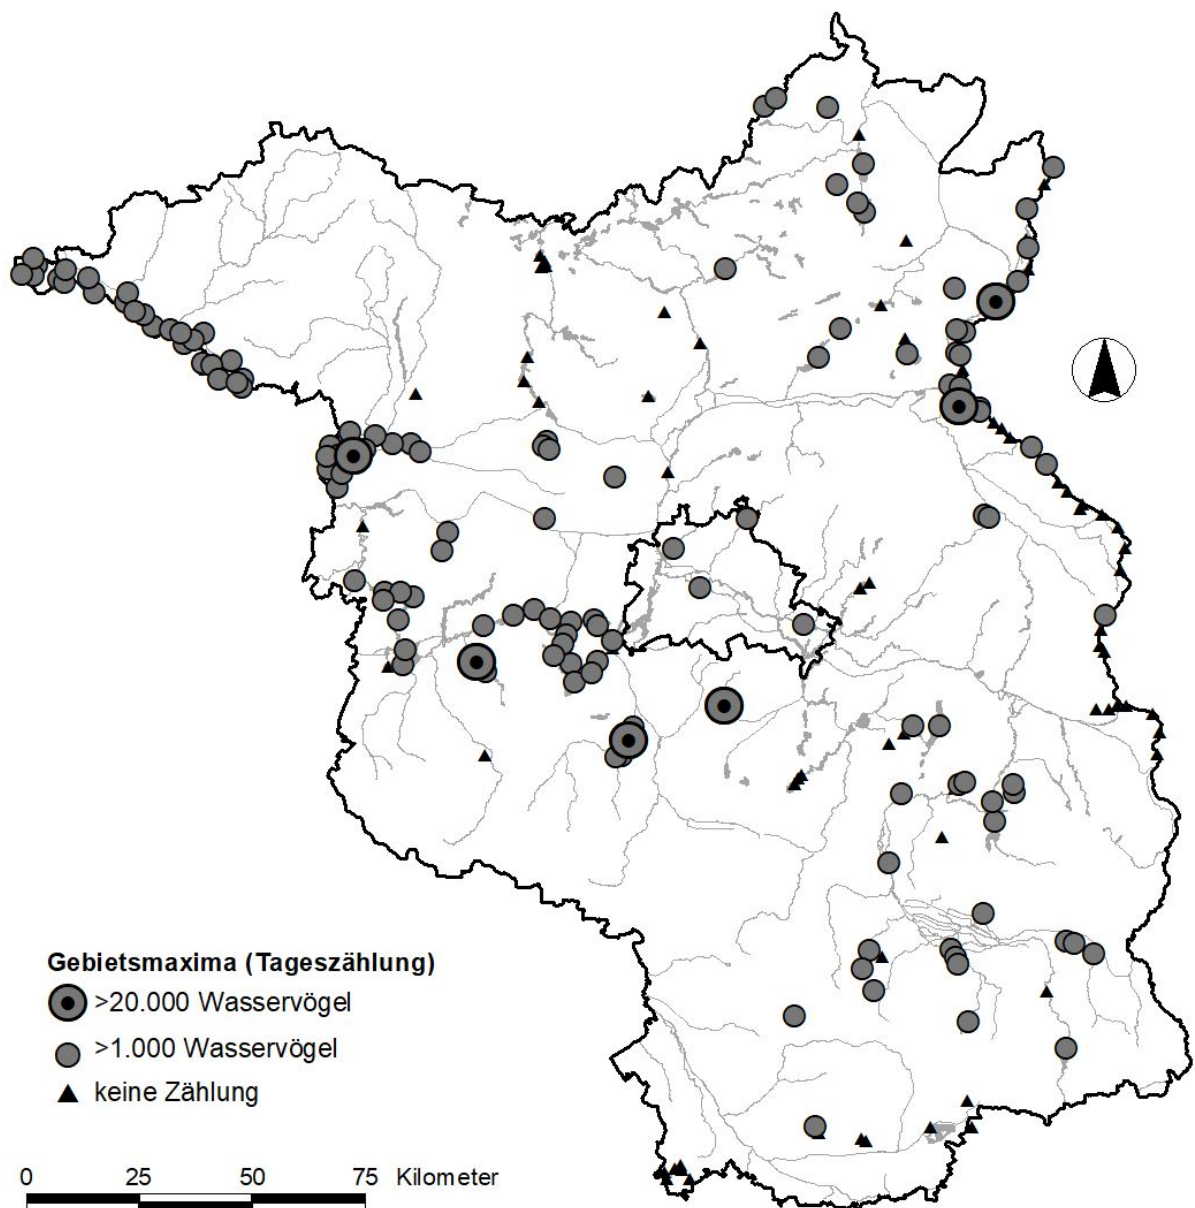 Gebietsmaxima (Tageszählung)
>20.000 Wasservögel
>1.000 Wasservögel
keine Zählung
0 25 50 75 Kilometer